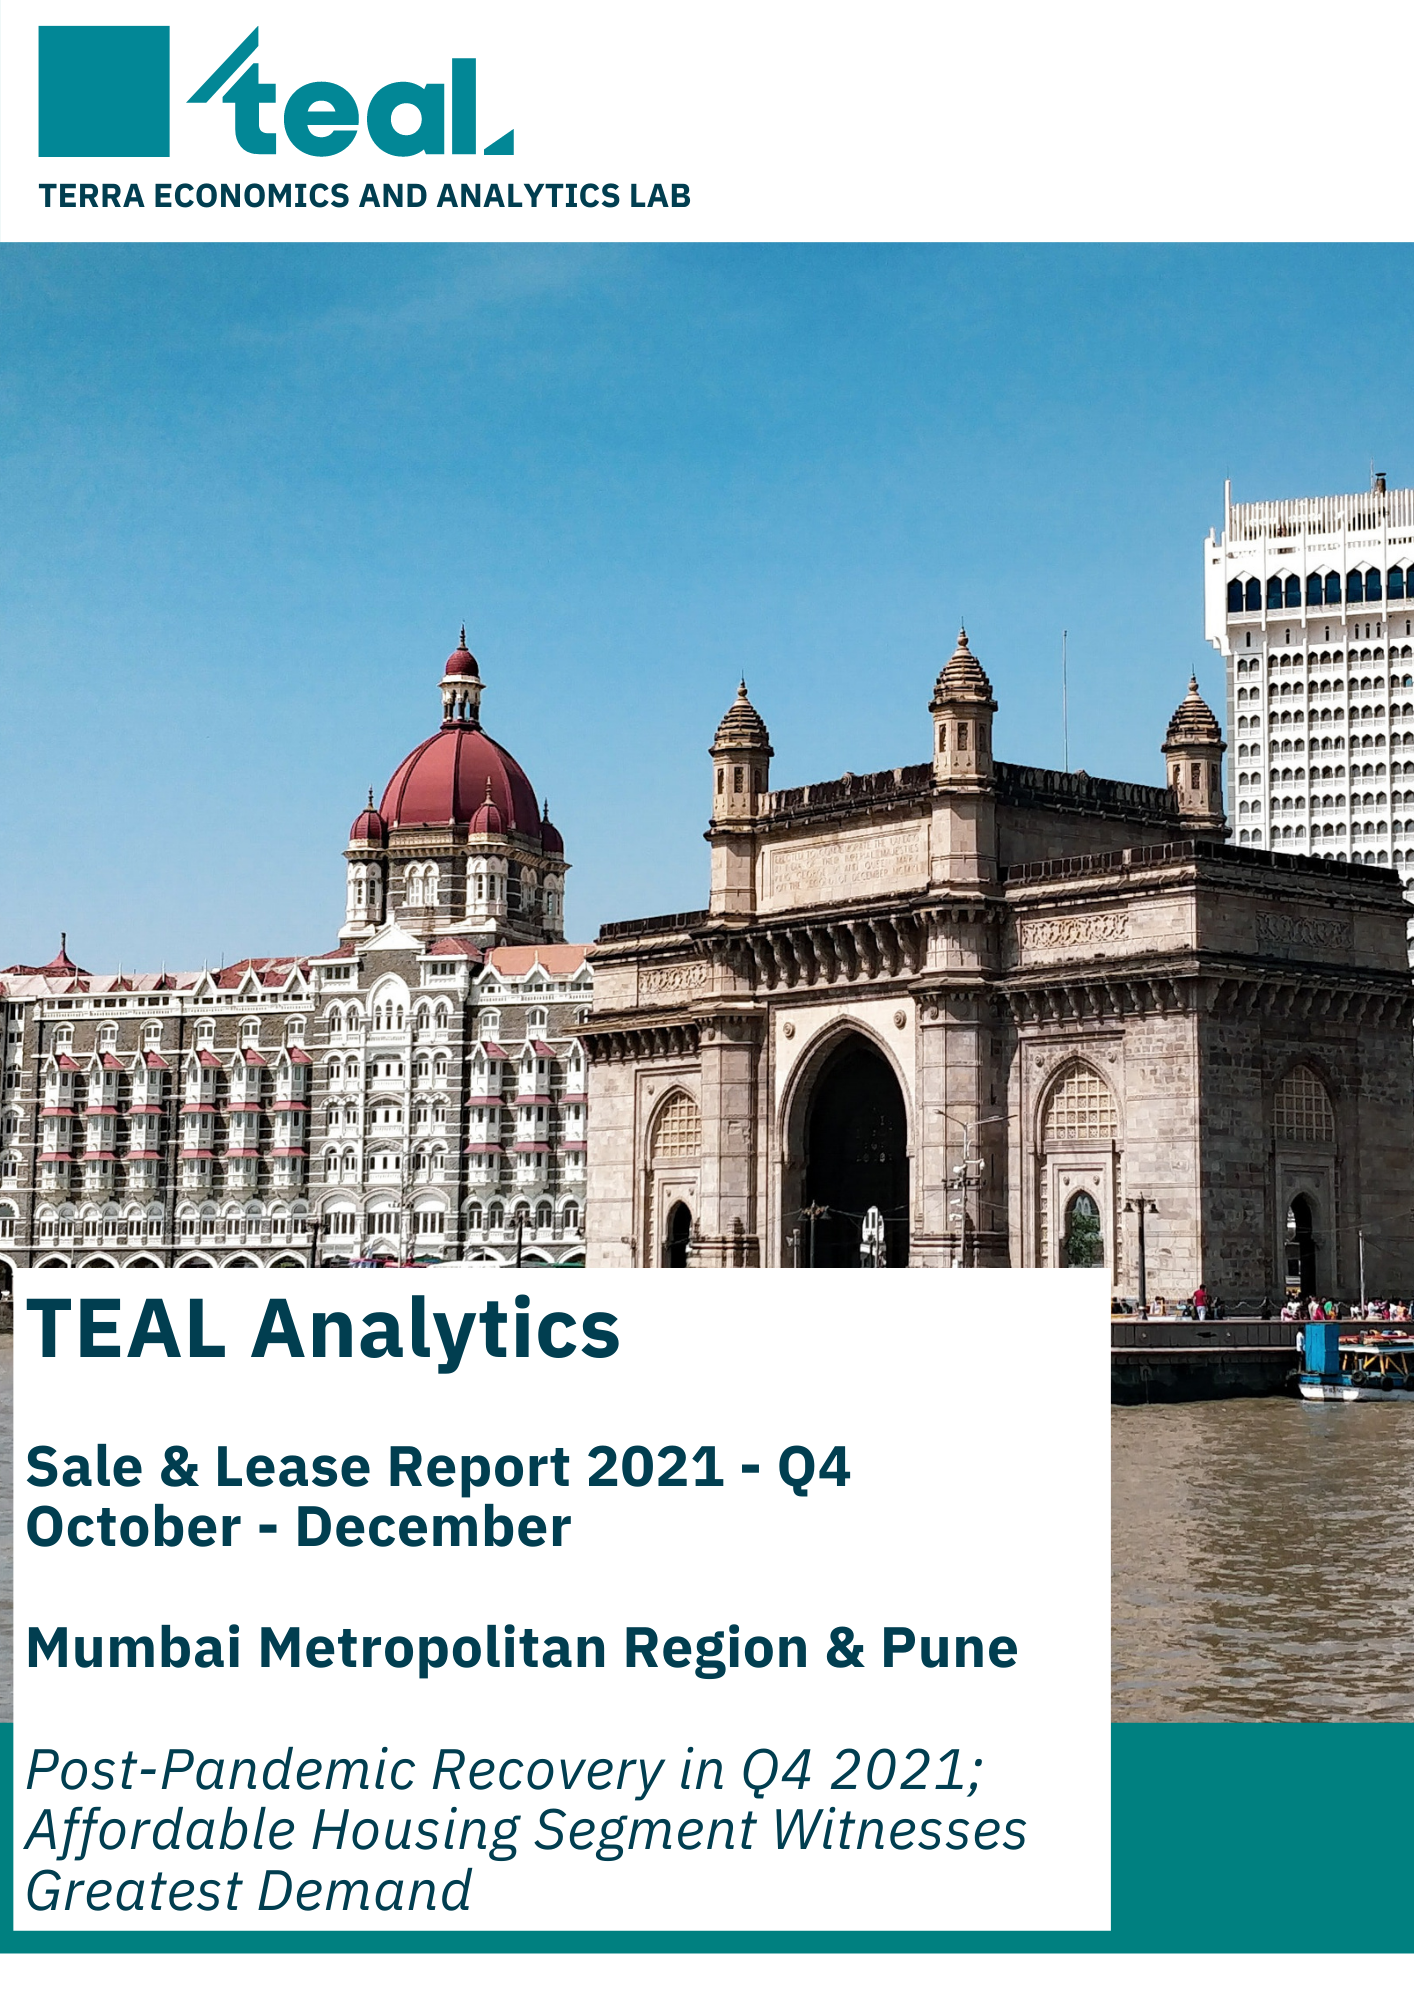 teal
TERRA ECONOMICS AND ANALYTICS LAB
TEAL Analytics
Sale & Lease Report 2021 - Q4
October - December
Mumbai Metropolitan Region & Pune
Post-Pandemic Recovery in Q4 2021;
Affordable Housing Segment Witnesses
Greatest Demand